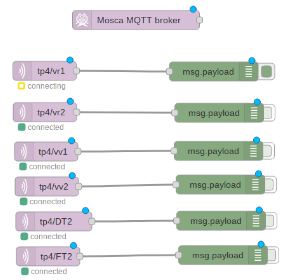 Mosca MQTT broker
tp4/vr1 msg.payload
connecting
tp4/vr2 msg.payload
connected
tp4/vv1 msg.payload
connected
tp4/vv2 msg.payload
connected
tp4/DT2 msg.payload
connected
tp4/FT2 msg.payload
connected